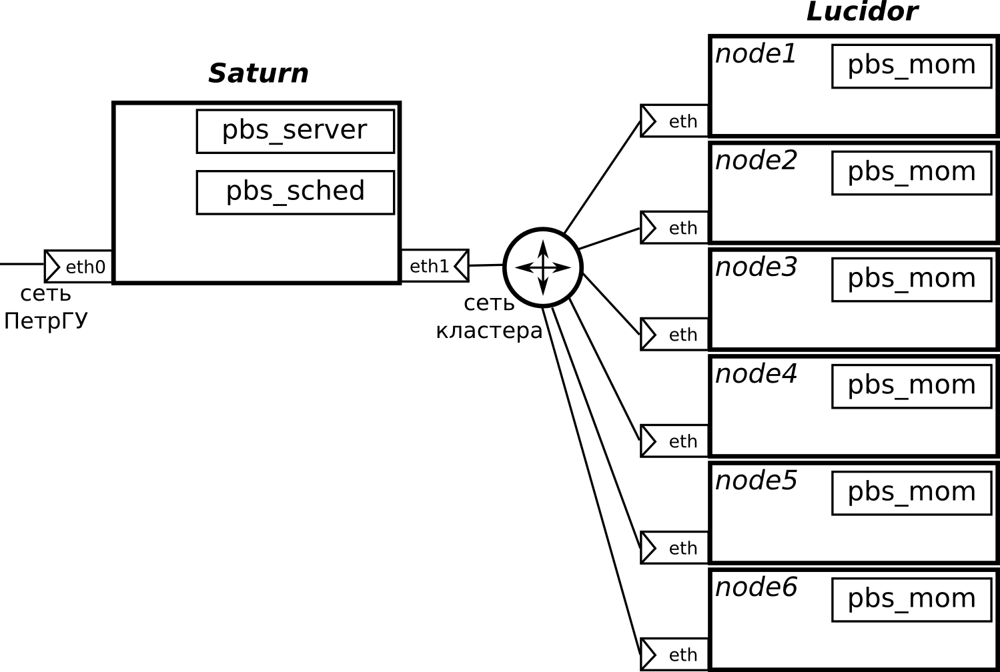 Saturn
pbs_server
pbs_sched
eth0
сеть
ПетрГУ
eth1
сеть
кластера
Lucidor
node1
pbs_mom
eth
node2
pbs_mom
eth
node3
pbs_mom
eth
node4
pbs_mom
eth
node5
pbs_mom
eth
node6
pbs_mom
eth